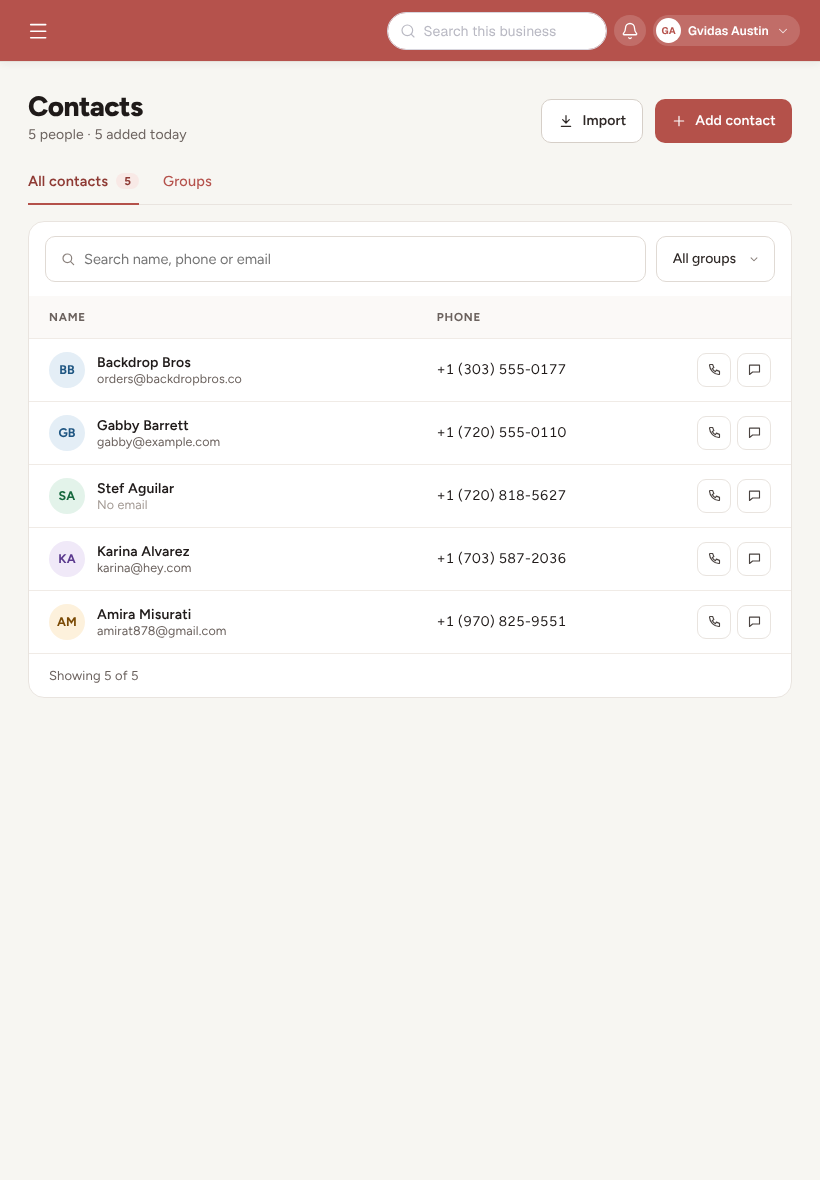 Search this business
GA Gvidas Austin
Contacts
5 people · 5 added today
Import
Add contact
All contacts 5 Groups
Search name, phone or email
All groups
NAME PHONE
BB Backdrop Bros +1 (303) 555-0177
orders@backdropbros.co
GB Gabby Barrett +1 (720) 555-0110
gabby@example.com
SA Stef Aguilar +1 (720) 818-5627
No email
KA Karina Alvarez +1 (703) 587-2036
karina@hey.com
AM Amira Misurati +1 (970) 825-9551
amirat878@gmail.com
Showing 5 of 5